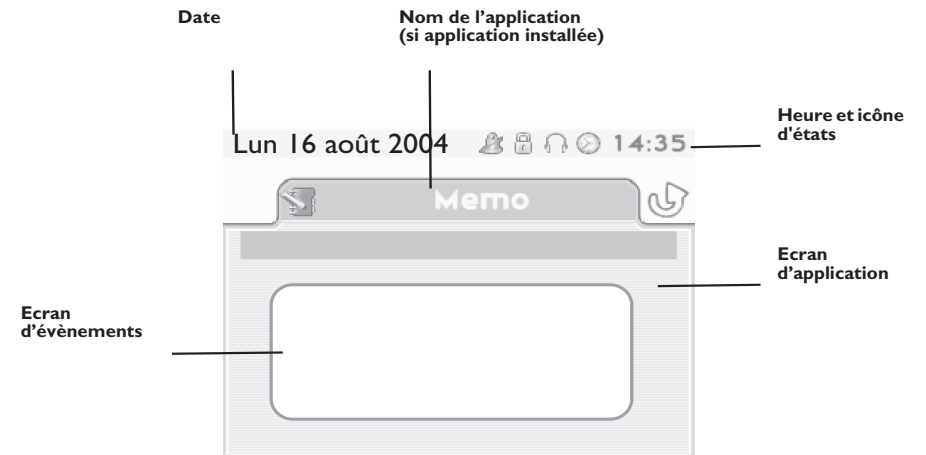 Date
Nom de l’application
(si application installée)
Heure et icône
d'états
Lun 16 août 2004 14:35
Memo
Ecran
d’application
Ecran
d’évènements